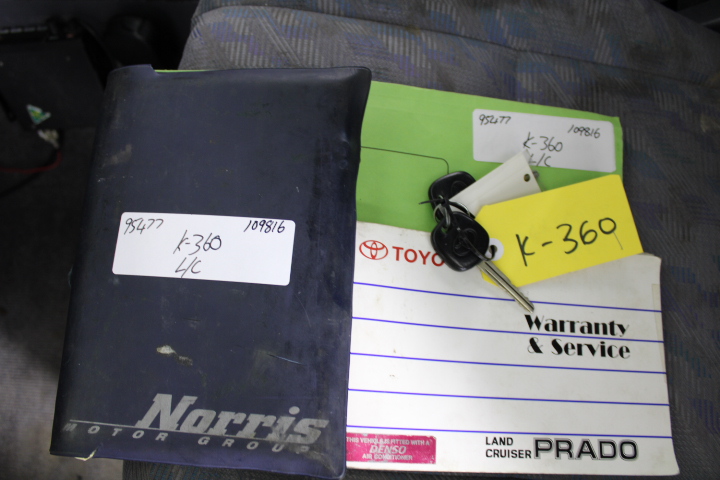 95477 109816
K-360
L/C
Norris
MOTOR GROUP
95477 109816
K-360
L/C
K-360
TOYO
Warranty
& Service
THIS VEHICLE IS FITTED WITH A
DENSO
AIR CONDITIONER
LAND
CRUISER PRADO